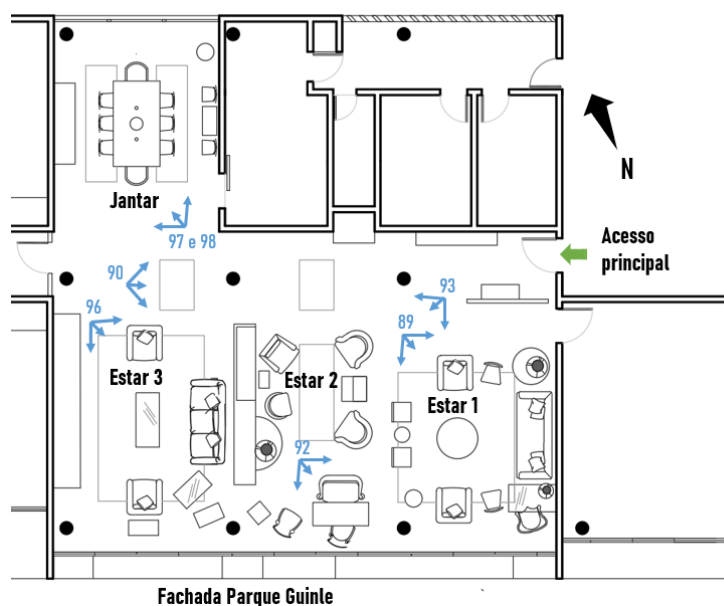 Jantar
N
97 e 98
Acesso
principal
90
93
96
89
Estar 3
Estar 2
Estar 1
92
Fachada Parque Guinle